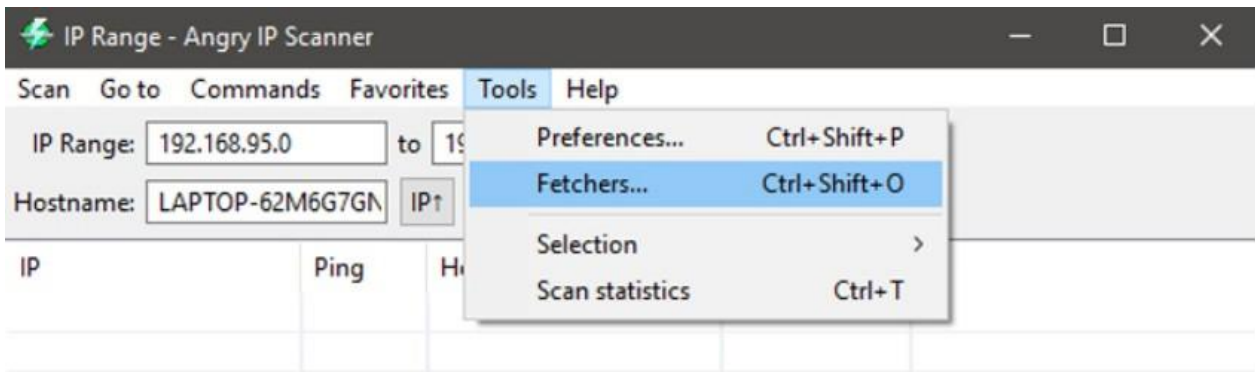 IP Range - Angry IP Scanner
Scan Go to Commands Favorites Tools Help
IP Range: 192.168.95.0 to
Preferences... Ctrl+Shift+P
Fetchers... Ctrl+Shift+O
Hostname: LAPTOP-62M6G7GN IP↑
Selection >
Scan statistics Ctrl+T
IP Ping